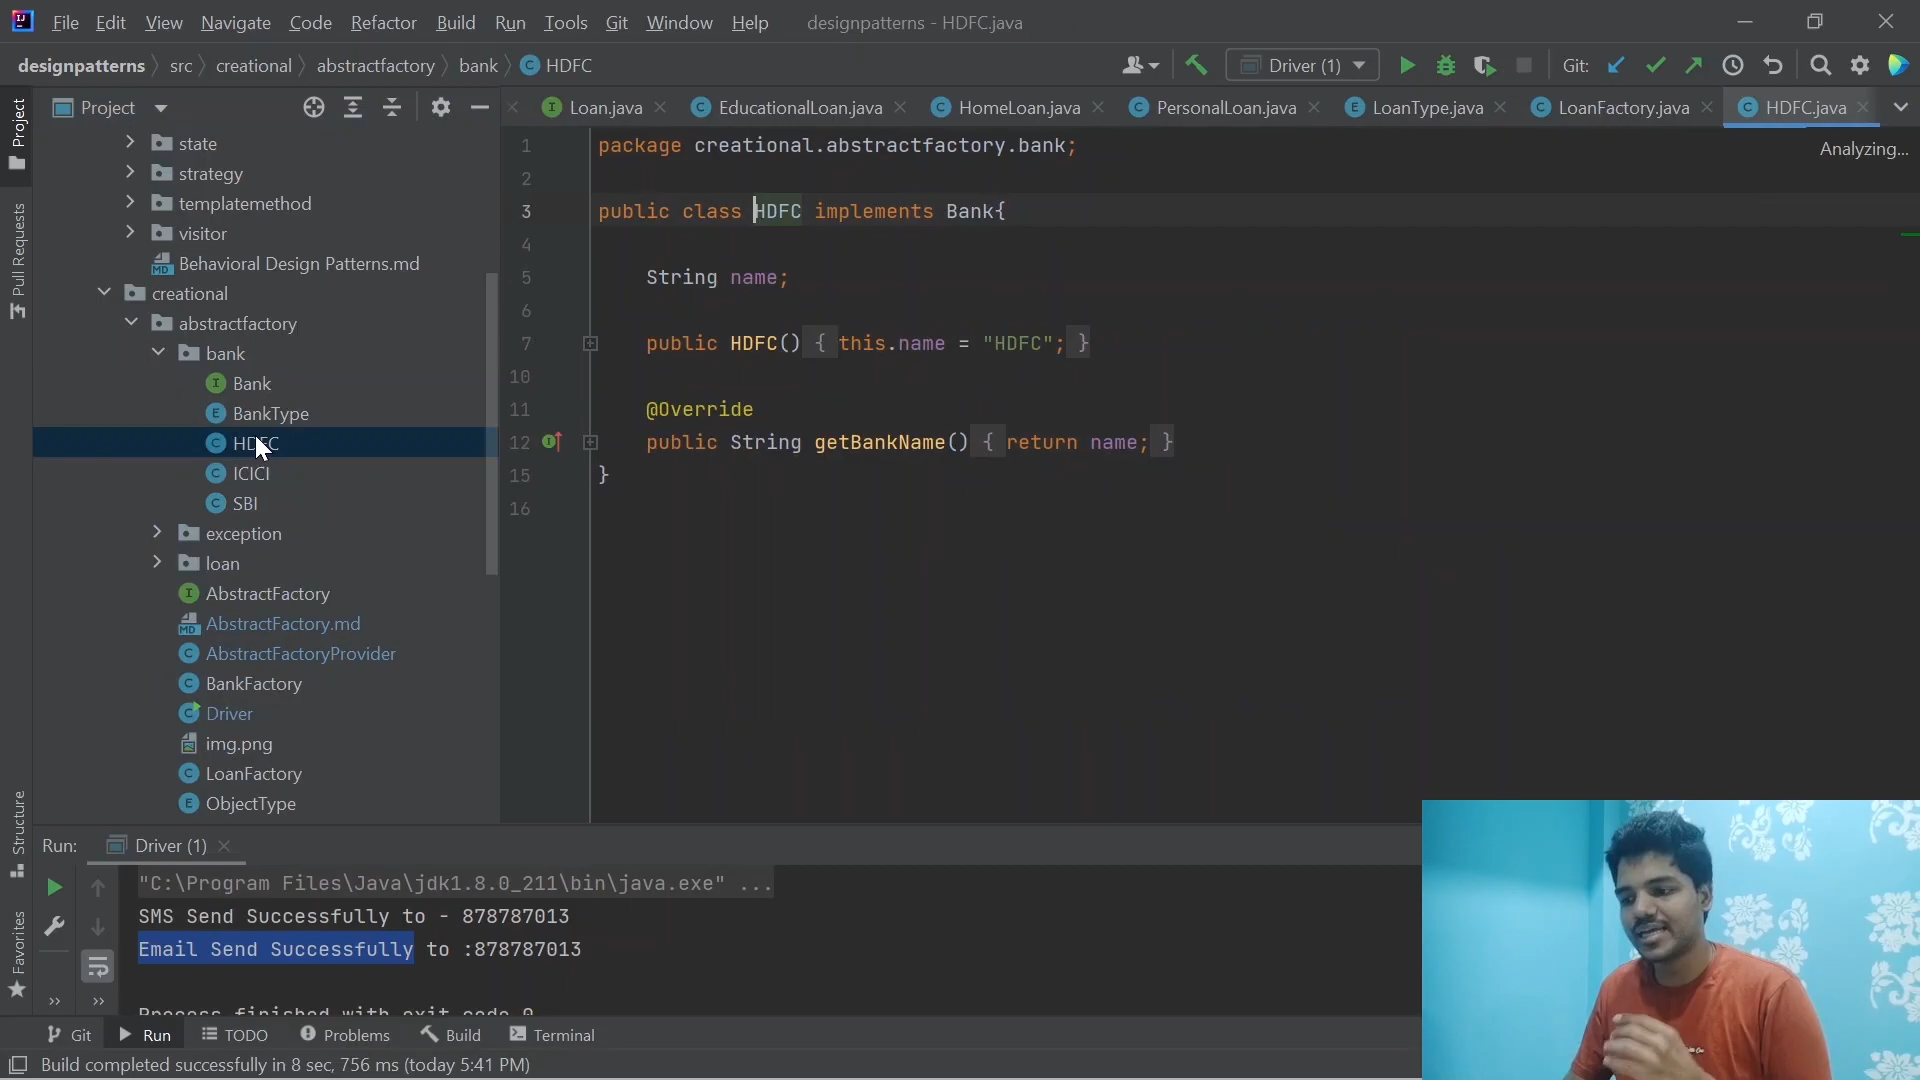 File Edit View Navigate Code Refactor Build Run Tools Git Window Help designpatterns - HDFC.java
designpatterns src creational abstractfactory bank HDFC Driver (1) Git:
Project Loan.java EducationalLoan.java HomeLoan.java PersonalLoan.java LoanType.java LoanFactory.java HDFC.java
Project
Pull Requests
Structure
Favorites
state
strategy
templatemethod
visitor
Behavioral Design Patterns.md
creational
abstractfactory
bank
Bank
BankType
HDFC
ICICI
SBI
exception
loan
AbstractFactory
AbstractFactory.md
AbstractFactoryProvider
BankFactory
Driver
img.png
LoanFactory
ObjectType
Analyzing...
1 package creational.abstractfactory.bank;
2
3 public class HDFC implements Bank{
4
5 String name;
6
7 public HDFC() { this.name = "HDFC"; }
10
11 @Override
12 public String getBankName() { return name; }
15 }
16
Run: Driver (1)
"C:\Program Files\Java\jdk1.8.0_211\bin\java.exe" ...
SMS Send Successfully to - 878787013
Email Send Successfully to :878787013
Process finished with exit code 0
Git Run TODO Problems Build Terminal
Build completed successfully in 8 sec, 756 ms (today 5:41 PM)